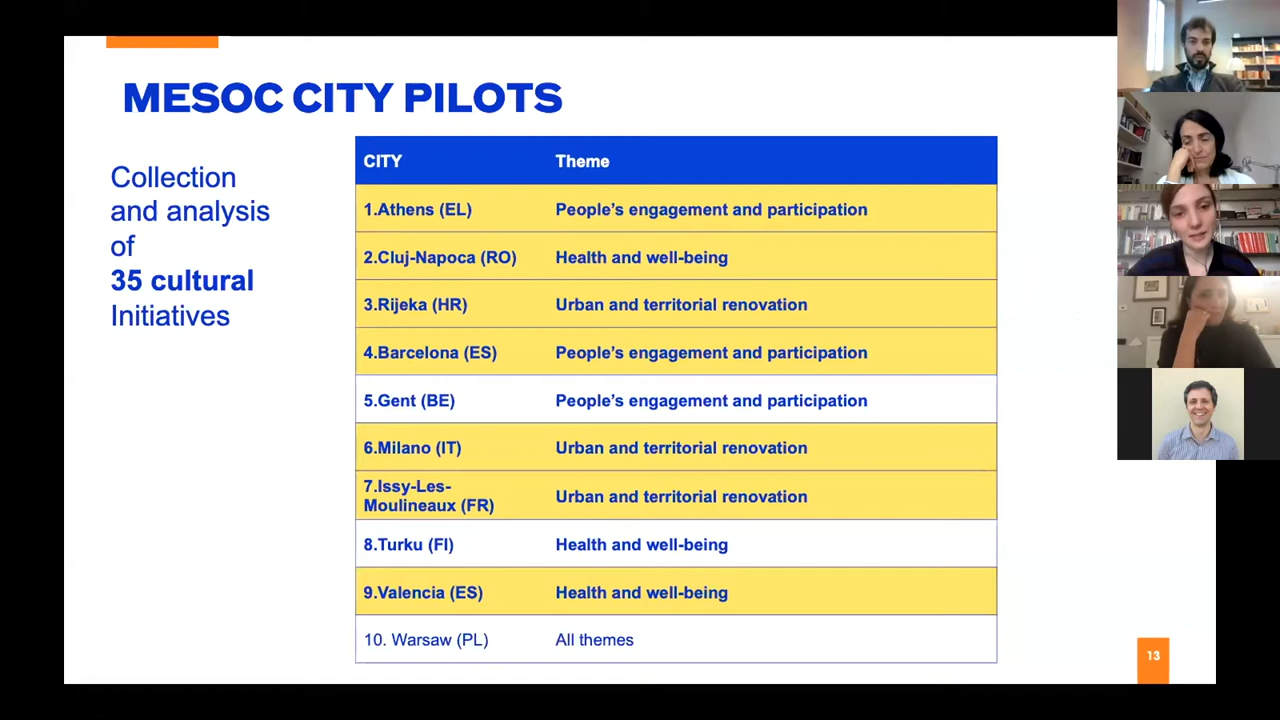 MESOC CITY PILOTS
Collection
and analysis
of
35 cultural
Initiatives
CITY Theme
1.Athens (EL) People’s engagement and participation
2.Cluj-Napoca (RO) Health and well-being
3.Rijeka (HR) Urban and territorial renovation
4.Barcelona (ES) People’s engagement and participation
5.Gent (BE) People’s engagement and participation
6.Milano (IT) Urban and territorial renovation
7.Issy-Les-
Moulineaux (FR) Urban and territorial renovation
8.Turku (FI) Health and well-being
9.Valencia (ES) Health and well-being
10. Warsaw (PL) All themes
13